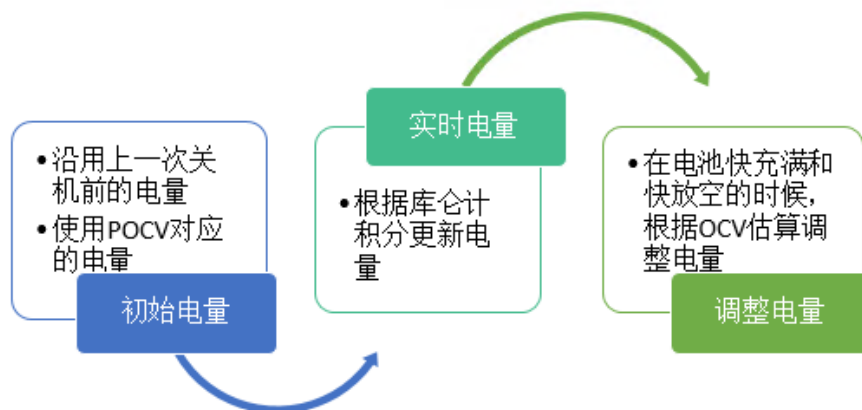 • 沿用上一次关
机前的电量
• 使用POCV对应
的电量
初始电量
实时电量
• 根据库仑计
积分更新电
量
• 在电池快充满和
快放空的时候，
根据OCV估算调
整电量
调整电量